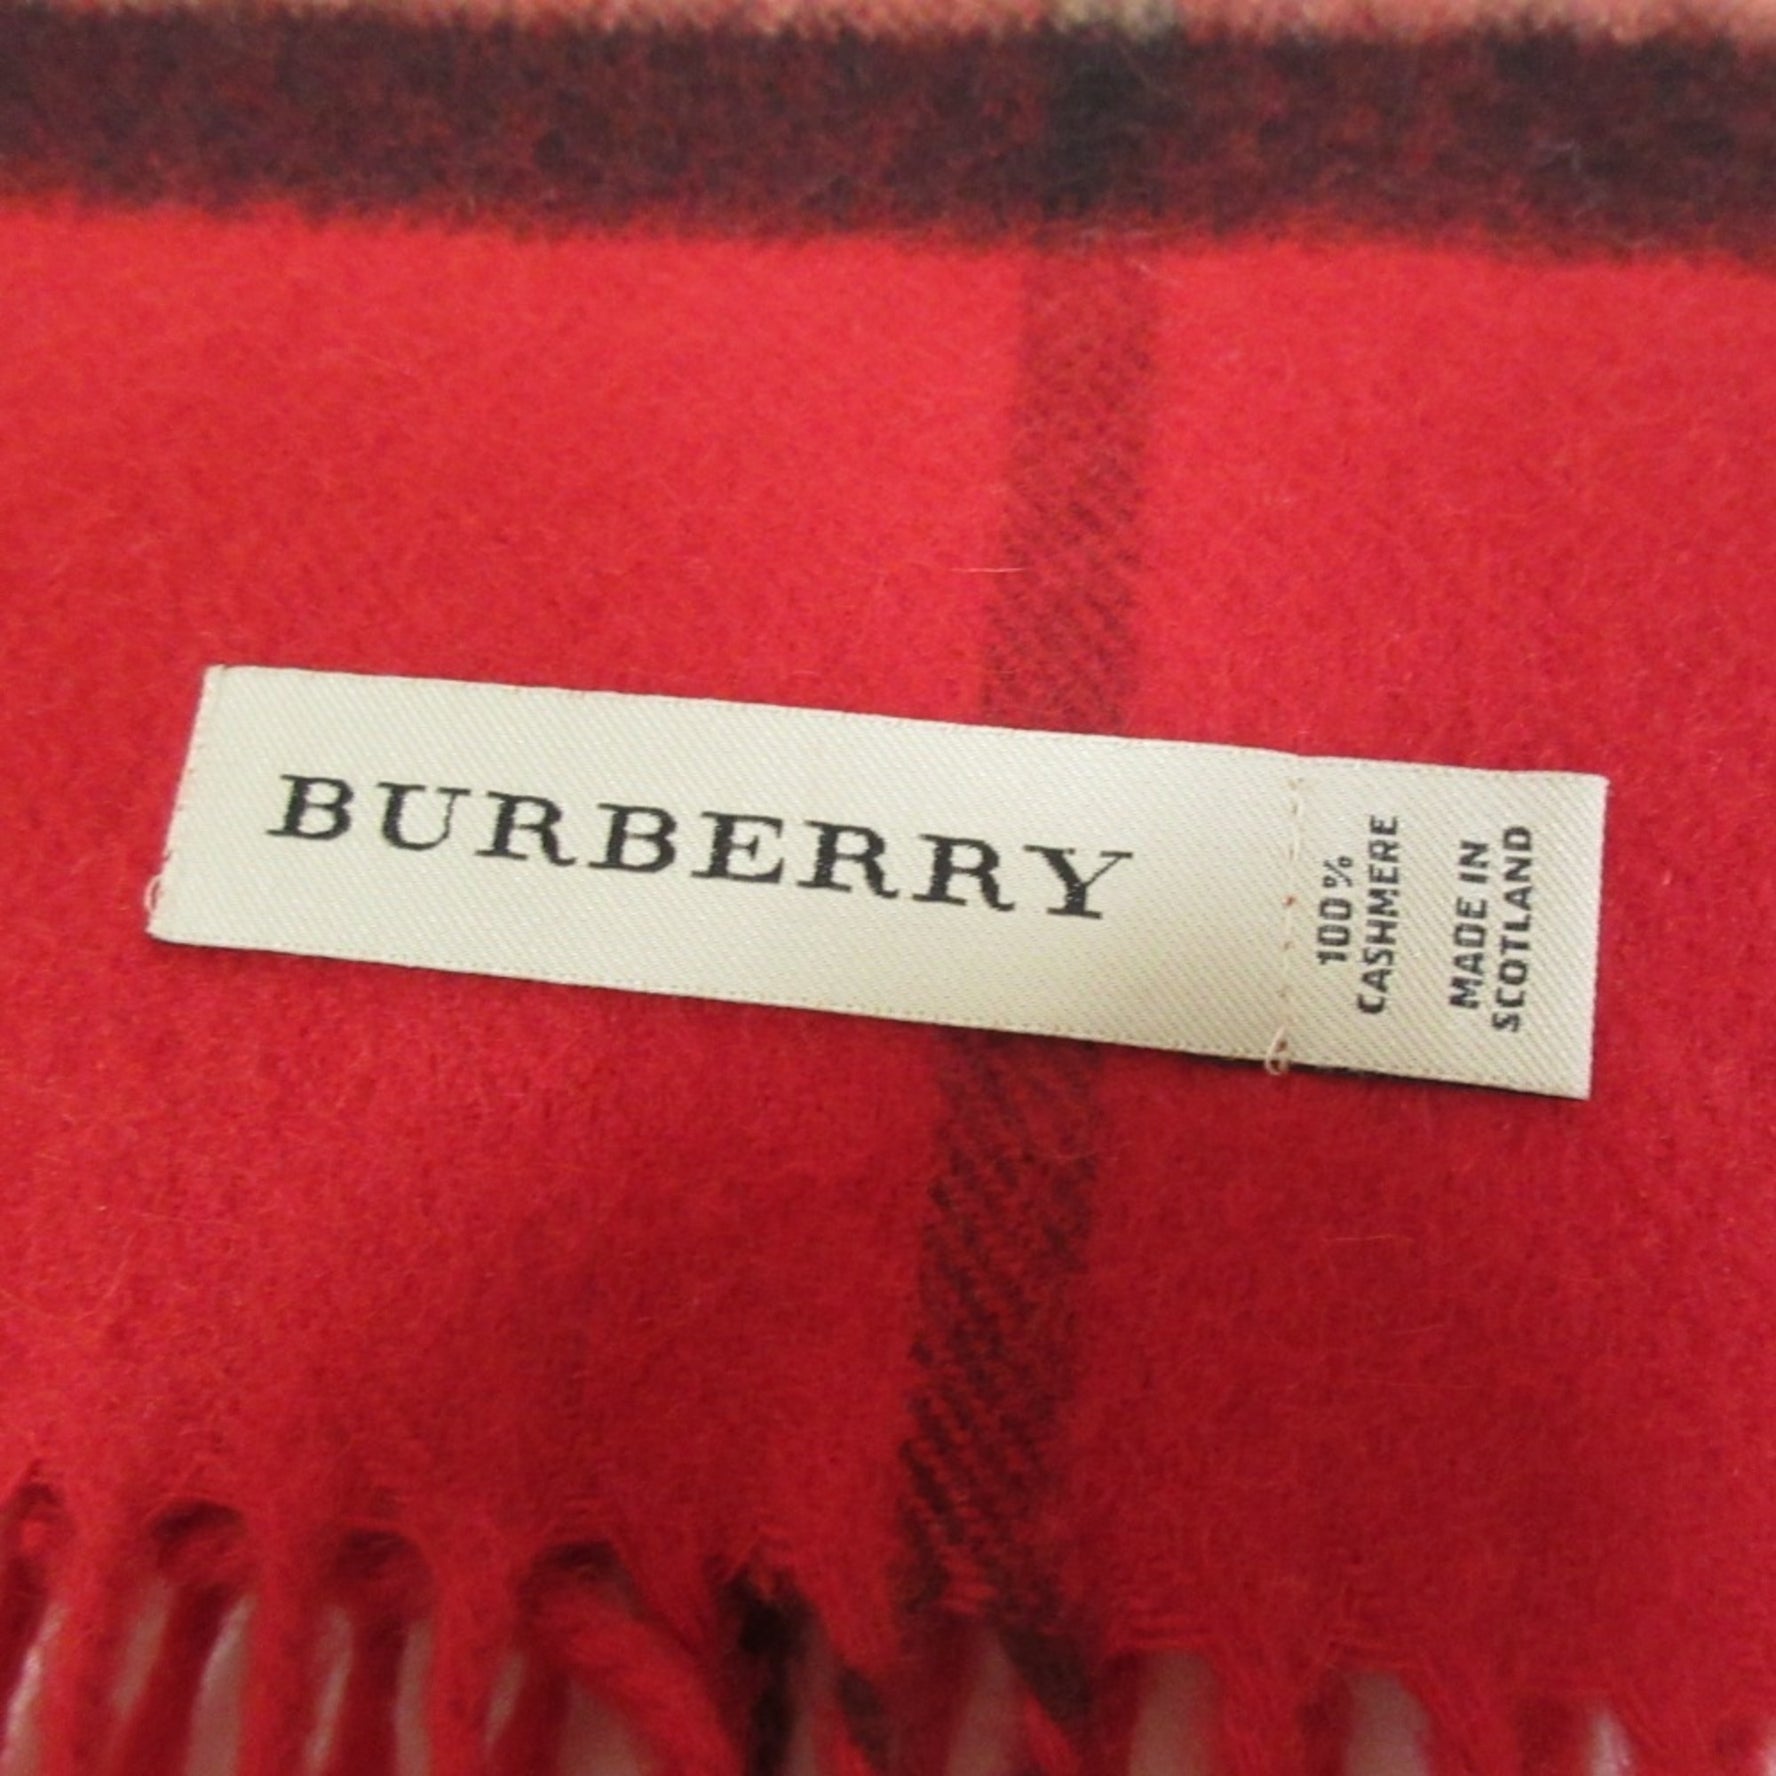 BURBERRY
100%
CASHMERE
MADE IN
SCOTLAND